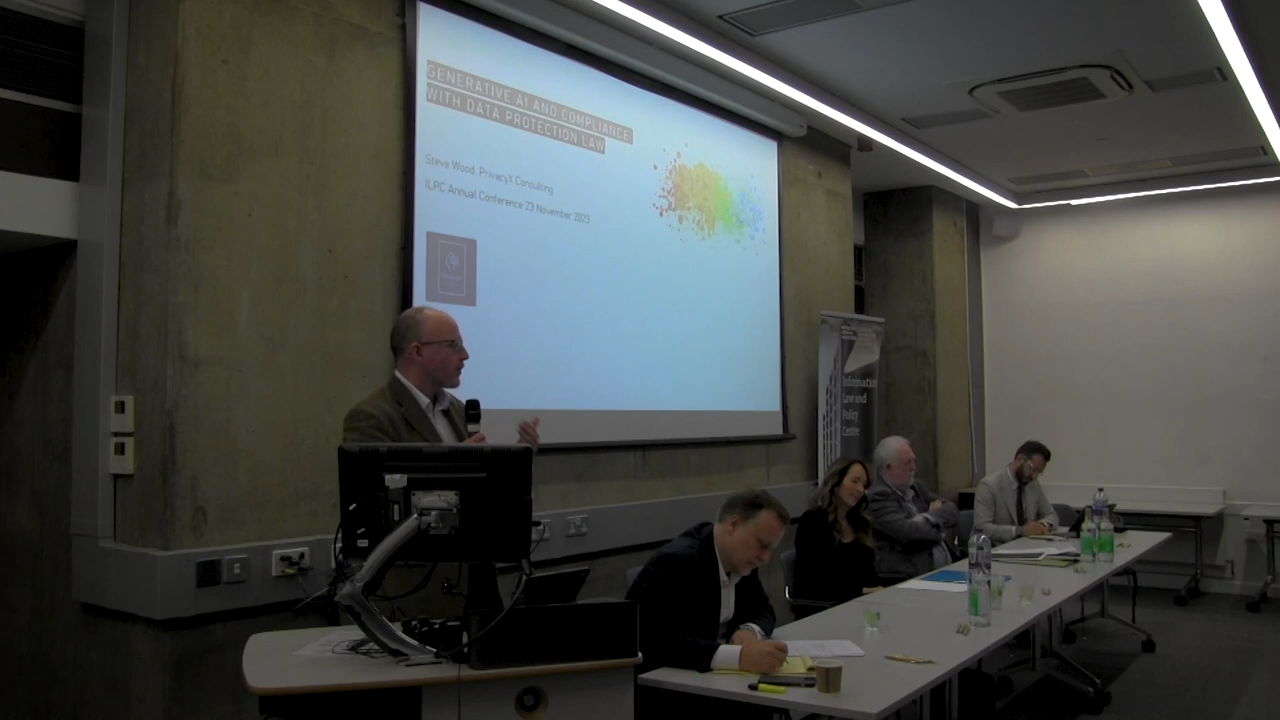 GENERATIVE AI AND COMPLIANCE
WITH DATA PROTECTION LAW
Steve Wood, PrivacyX Consulting
ILPC Annual Conference 23 November 2023
Information
Law and
Policy
Centre